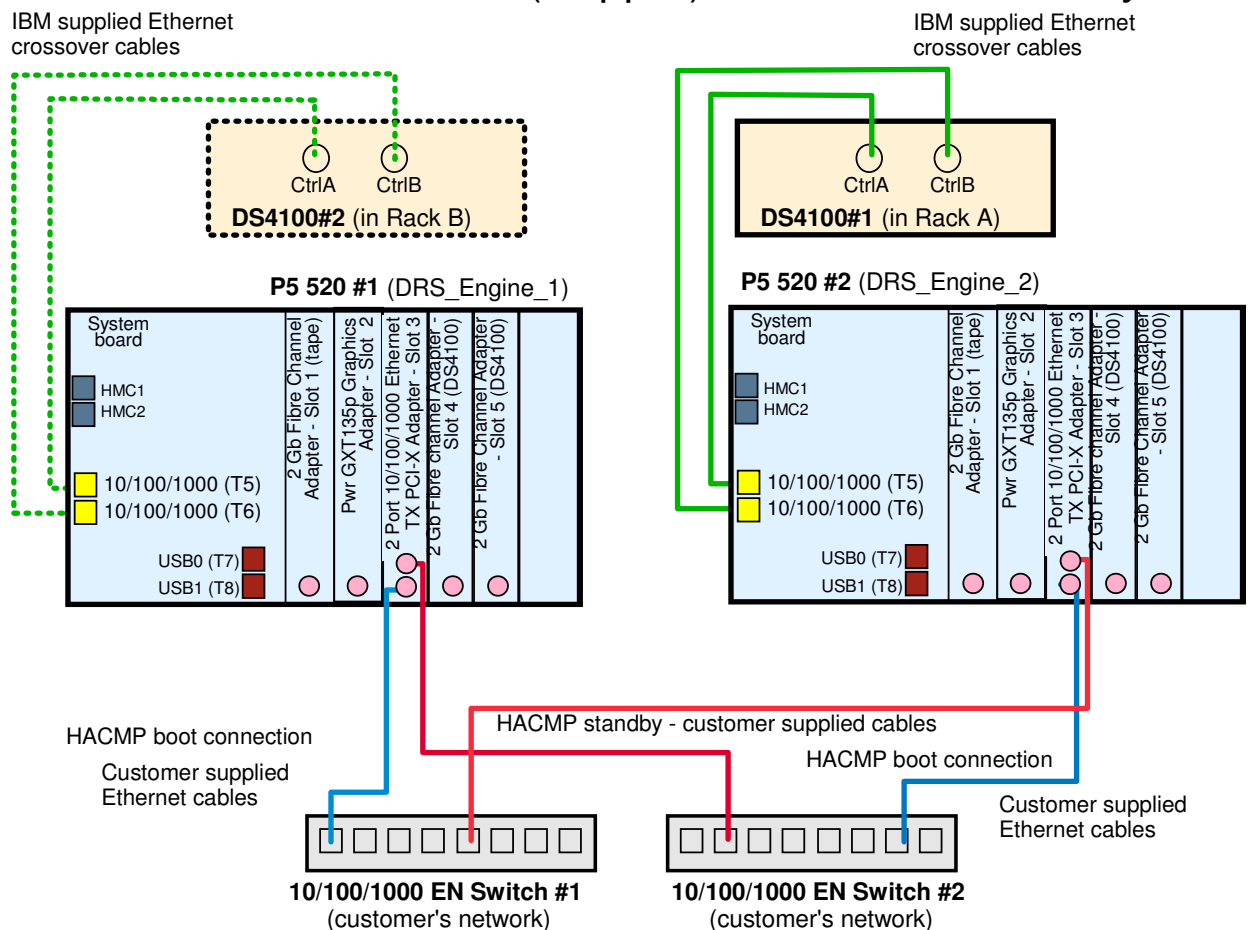 IBM supplied Ethernet
crossover cables
IBM supplied Ethernet
crossover cables
CtrlA
CtrlB
DS4100#2 (in Rack B)
CtrlA
CtrlB
DS4100#1 (in Rack A)
P5 520 #1 (DRS_Engine_1)
System
board
HMC1
HMC2
10/100/1000 (T5)
10/100/1000 (T6)
USB0 (T7)
USB1 (T8)
2 Gb Fibre Channel
Adapter - Slot 1 (tape)
Pwr GXT135p Graphics
Adapter - Slot 2
2 Port 10/100/1000 Ethernet
TX PCI-X Adapter - Slot 3
2 Gb Fibre channel Adapter -
Slot 4 (DS4100)
2 Gb Fibre Channel Adapter
- Slot 5 (DS4100)
P5 520 #2 (DRS_Engine_2)
System
board
HMC1
HMC2
10/100/1000 (T5)
10/100/1000 (T6)
USB0 (T7)
USB1 (T8)
2 Gb Fibre Channel
Adapter - Slot 1 (tape)
Pwr GXT135p Graphics
Adapter - Slot 2
2 Port 10/100/1000 Ethernet
TX PCI-X Adapter - Slot 3
2 Gb Fibre channel Adapter -
Slot 4 (DS4100)
2 Gb Fibre Channel Adapter
- Slot 5 (DS4100)
HACMP boot connection
Customer supplied
Ethernet cables
HACMP standby - customer supplied cables
HACMP boot connection
Customer supplied
Ethernet cables
10/100/1000 EN Switch #1
(customer's network)
10/100/1000 EN Switch #2
(customer's network)